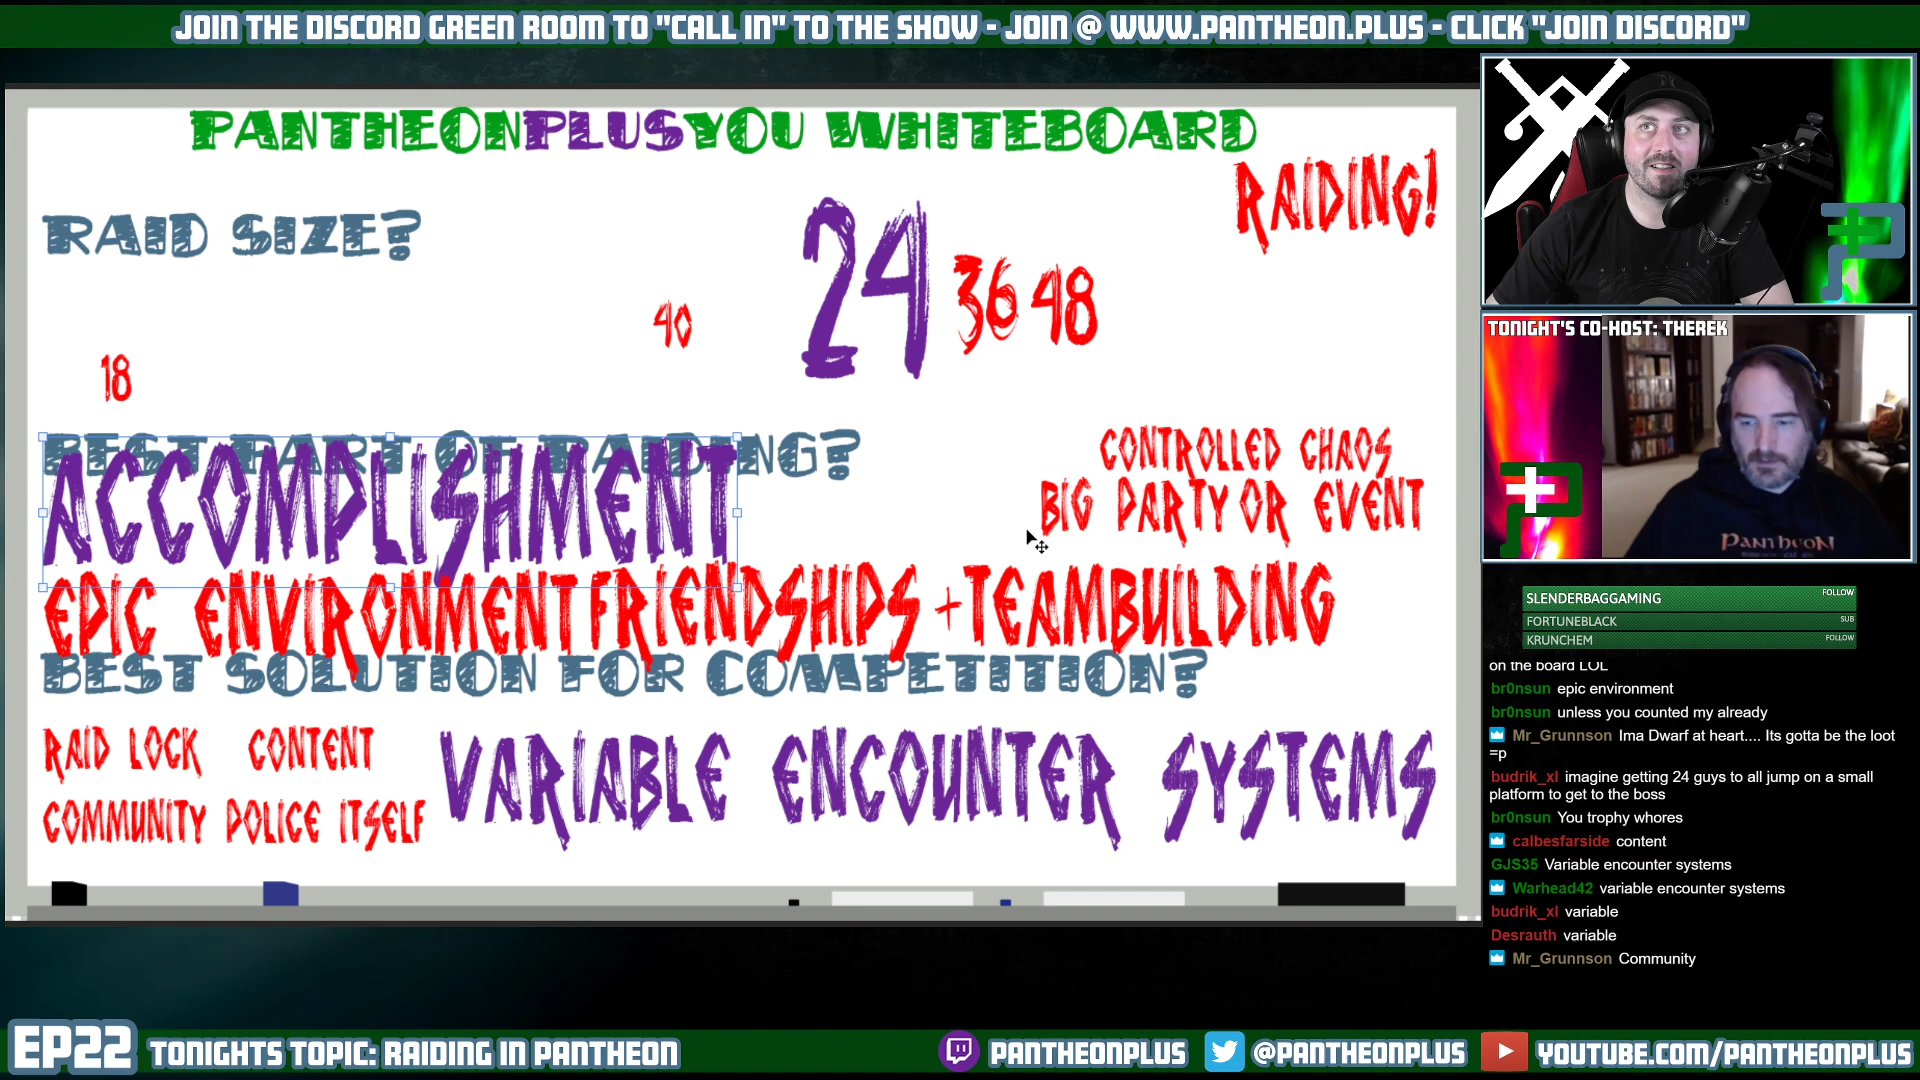 JOIN THE DISCORD GREEN ROOM TO "CALL IN" TO THE SHOW - JOIN @ WWW.PANTHEON.PLUS - CLICK "JOIN DISCORD"
PANTHEONPLUSYOU WHITEBOARD
RAIDING!
RAID SIZE?
24
36 48
40
18
BEST PART OF RAIDING?
ACCOMPLISHMENT
CONTROLLED CHAOS
BIG PARTY OR EVENT
EPIC ENVIRONMENT FRIENDSHIPS + TEAMBUILDING
BEST SOLUTION FOR COMPETITION?
RAID LOCK CONTENT
VARIABLE ENCOUNTER SYSTEMS
COMMUNITY POLICE ITSELF
TONIGHT'S CO-HOST: THEREK
PANTHEON
SLENDERBAGGAMING FOLLOW
FORTUNEBLACK SUB
KRUNCHEM FOLLOW
on the board LOL
br0nsun epic environment
br0nsun unless you counted my already
Mr_Grunnson Ima Dwarf at heart.... Its gotta be the loot
=p
budrik_xl imagine getting 24 guys to all jump on a small
platform to get to the boss
br0nsun You trophy whores
calbesfarside content
GJS35 Variable encounter systems
Warhead42 variable encounter systems
budrik_xl variable
Desrauth variable
Mr_Grunnson Community
EP22 TONIGHTS TOPIC: RAIDING IN PANTHEON
PANTHEONPLUS
@PANTHEONPLUS
YOUTUBE.COM/PANTHEONPLUS